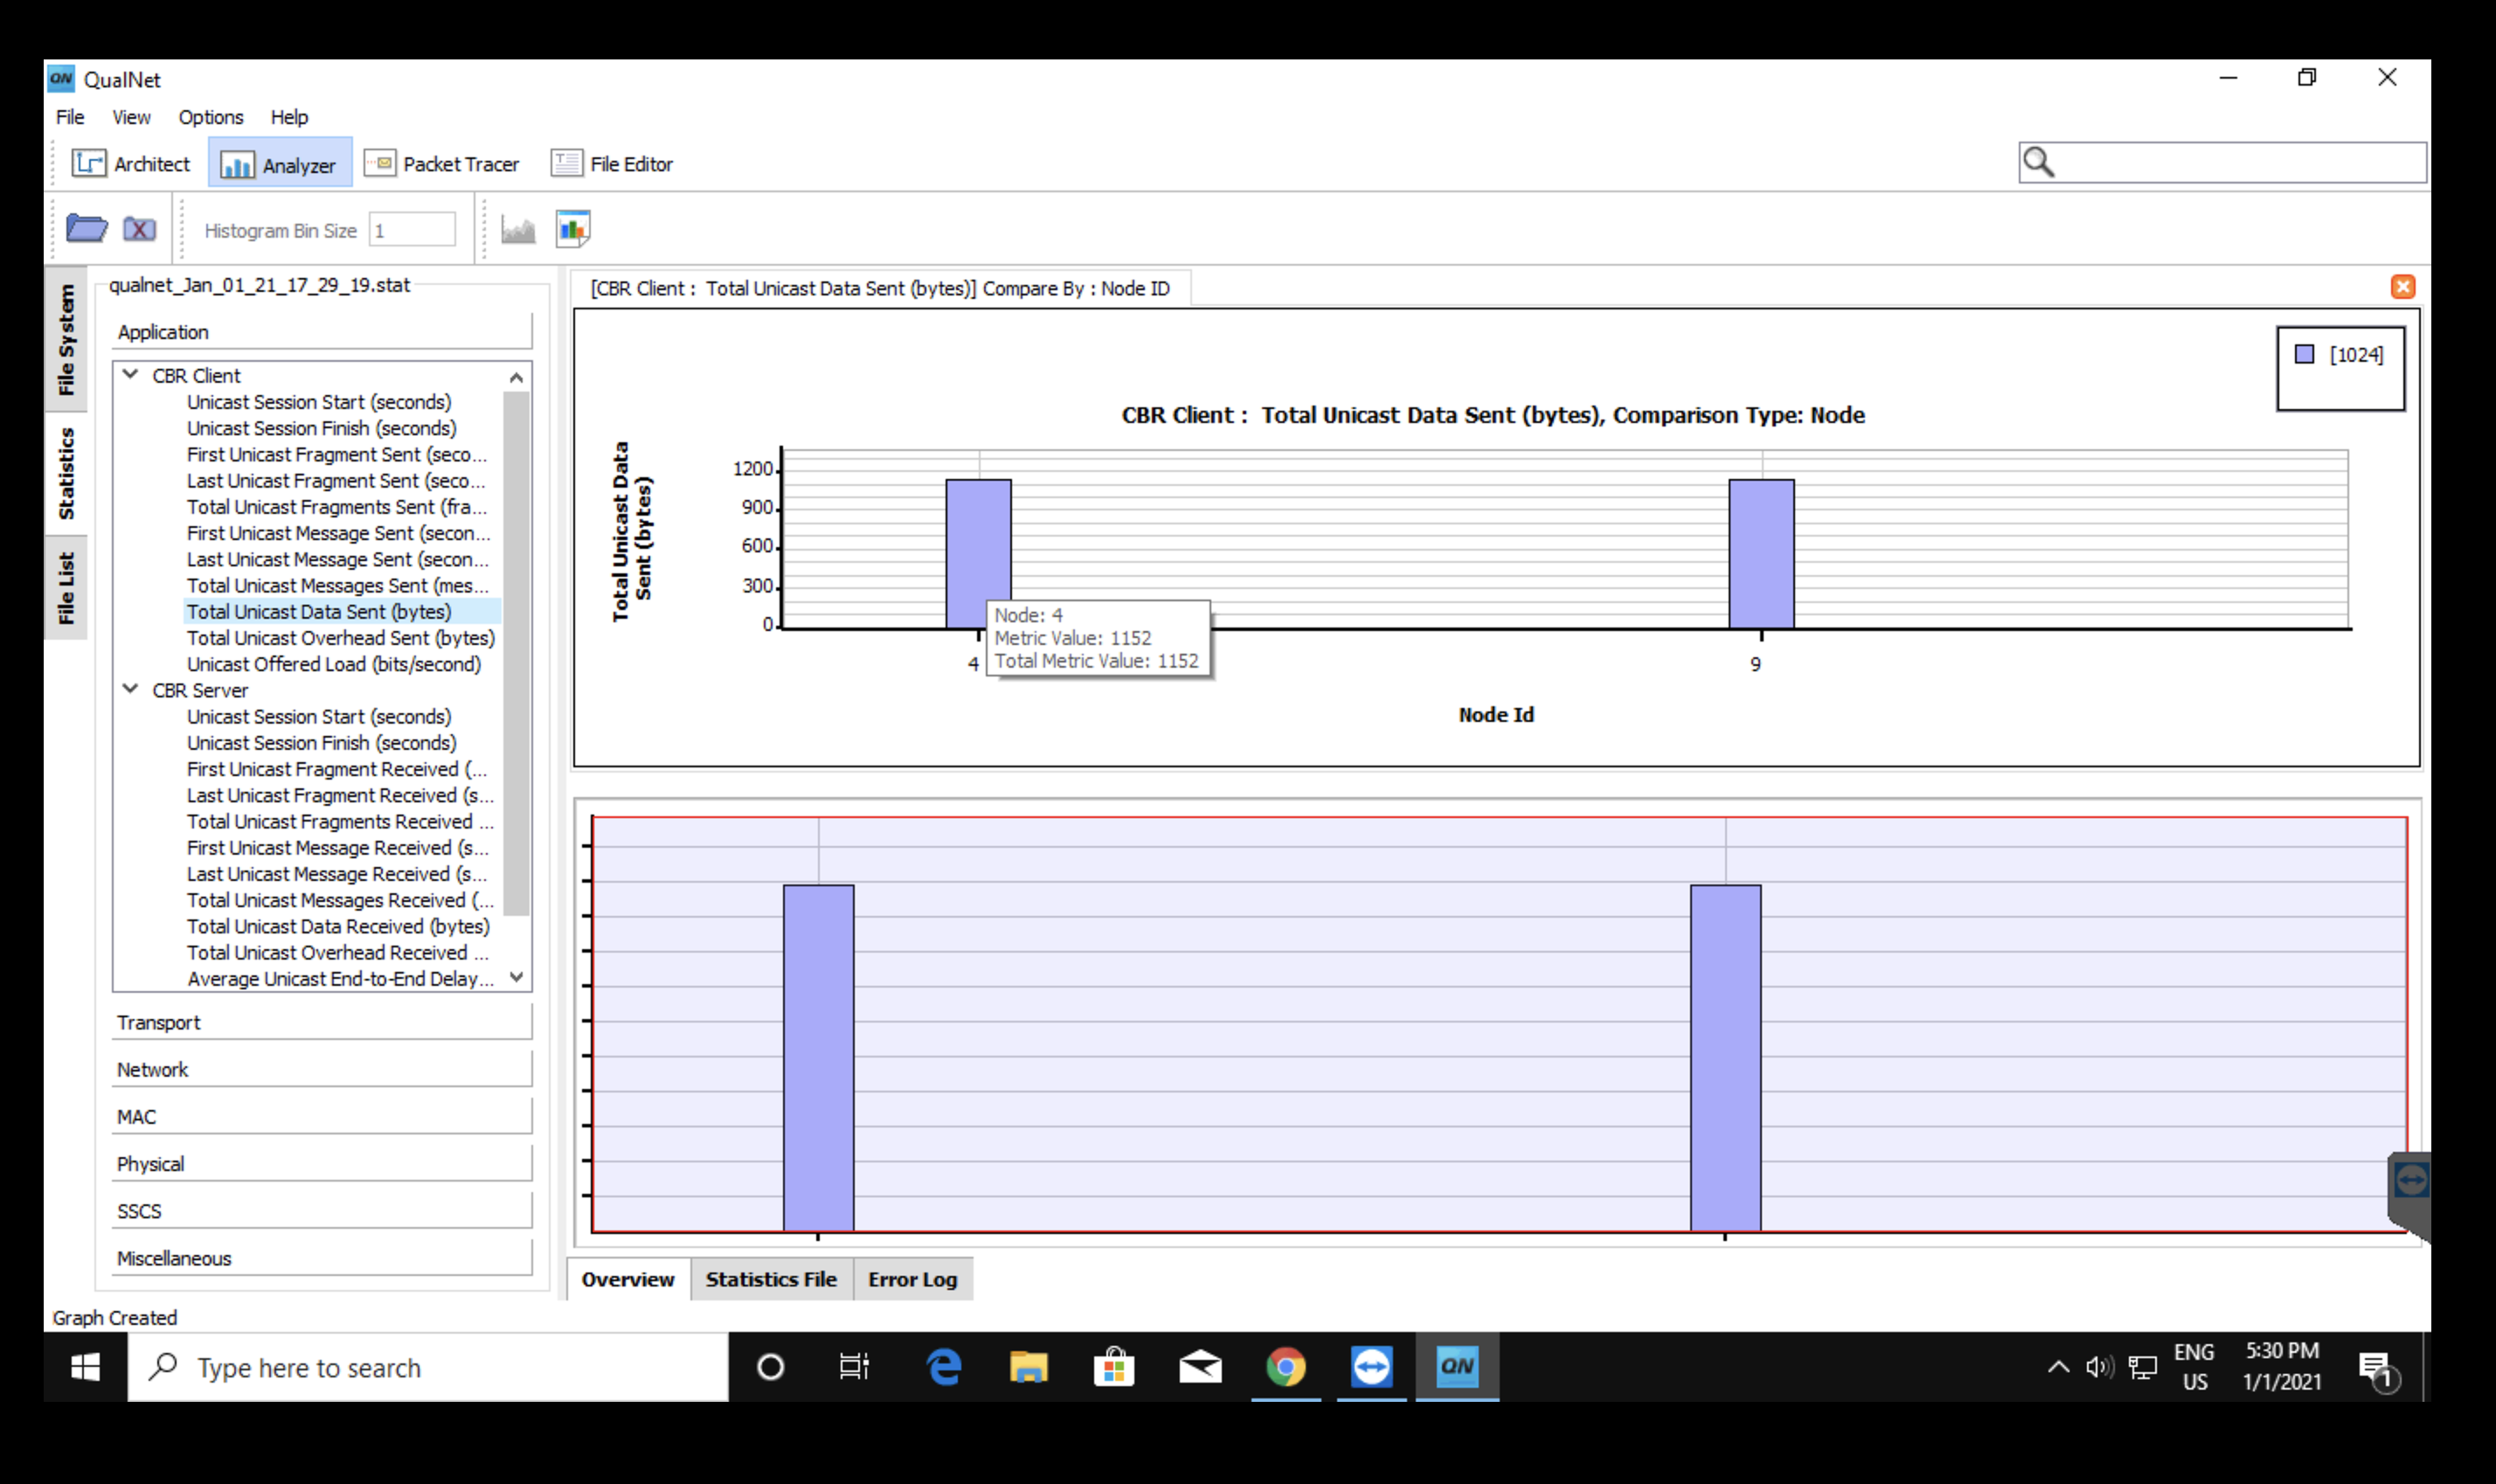 QN QualNet
File View Options Help
Architect Analyzer Packet Tracer File Editor
Histogram Bin Size 1
File System
Statistics
File List
qualnet_Jan_01_21_17_29_19.stat
Application
CBR Client
Unicast Session Start (seconds)
Unicast Session Finish (seconds)
First Unicast Fragment Sent (seco...
Last Unicast Fragment Sent (seco...
Total Unicast Fragments Sent (fra...
First Unicast Message Sent (secon...
Last Unicast Message Sent (secon...
Total Unicast Messages Sent (mes...
Total Unicast Data Sent (bytes)
Total Unicast Overhead Sent (bytes)
Unicast Offered Load (bits/second)
CBR Server
Unicast Session Start (seconds)
Unicast Session Finish (seconds)
First Unicast Fragment Received (...
Last Unicast Fragment Received (s...
Total Unicast Fragments Received ...
First Unicast Message Received (s...
Last Unicast Message Received (s...
Total Unicast Messages Received (...
Total Unicast Data Received (bytes)
Total Unicast Overhead Received ...
Average Unicast End-to-End Delay...
Transport
Network
MAC
Physical
SSCS
Miscellaneous
[CBR Client : Total Unicast Data Sent (bytes)] Compare By : Node ID
[1024]
CBR Client : Total Unicast Data Sent (bytes), Comparison Type: Node
Total Unicast Data
Sent (bytes)
1200
900
600
300
0
Node: 4
Metric Value: 1152
Total Metric Value: 1152
4 9
Node Id
Overview Statistics File Error Log
Graph Created
Type here to search
QN
ENG
US
5:30 PM
1/1/2021
1